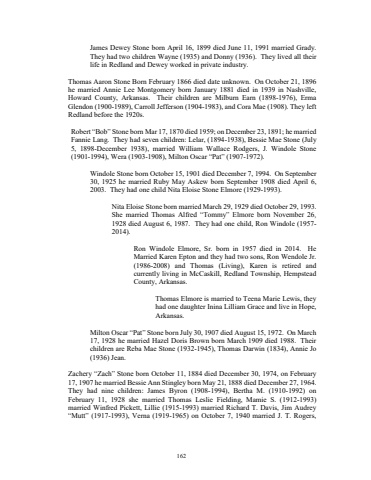 James Dewey Stone born April 16, 1899 died June 11, 1991 married Grady.
They had two children Wayne (1935) and Donny (1936). They lived all their
life in Redland and Dewey worked in private industry.
Thomas Aaron Stone Born February 1866 died date unknown. On October 21, 1896
he married Annie Lee Montgomery born January 1881 died in 1939 in Nashville,
Howard County, Arkansas. Their children are Milburn Earn (1898-1976), Erma
Glendon (1900-1989), Carroll Jefferson (1904-1983), and Cora Mae (1908). They left
Redland before the 1920s.
Robert “Bob” Stone born Mar 17, 1870 died 1959; on December 23, 1891; he married
Fannie Lang. They had seven children: Lelar, (1894-1938), Bessie Mae Stone (July
5, 1898-December 1938), married William Wallace Rodgers, J. Windole Stone
(1901-1994), Wera (1903-1908), Milton Oscar “Pat” (1907-1972).
Windole Stone born October 15, 1901 died December 7, 1994. On September
30, 1925 he married Ruby May Askew born September 1908 died April 6,
2003. They had one child Nita Eloise Stone Elmore (1929-1993).
Nita Eloise Stone born married March 29, 1929 died October 29, 1993.
She married Thomas Alfred “Tommy” Elmore born November 26,
1928 died August 6, 1987. They had one child, Ron Windole (1957-
2014).
Ron Windole Elmore, Sr. born in 1957 died in 2014. He
Married Karen Epton and they had two sons, Ron Wendole Jr.
(1986-2008) and Thomas (Living), Karen is retired and
currently living in McCaskill, Redland Township, Hempstead
County, Arkansas.
Thomas Elmore is married to Teena Marie Lewis, they
had one daughter Inina Lilliam Grace and live in Hope,
Arkansas.
Milton Oscar “Pat” Stone born July 30, 1907 died August 15, 1972. On March
17, 1928 he married Hazel Doris Brown born March 1909 died 1988. Their
children are Reba Mae Stone (1932-1945), Thomas Darwin (1834), Annie Jo
(1936) Jean.
Zachery “Zach” Stone born October 11, 1884 died December 30, 1974, on February
17, 1907 he married Bessie Ann Stingley born May 21, 1888 died December 27, 1964.
They had nine children: James Byron (1908-1994), Bertha M. (1910-1992) on
February 11, 1928 she married Thomas Leslie Fielding, Mamie S. (1912-1993)
married Winfred Pickett, Lillie (1915-1993) married Richard T. Davis, Jim Audrey
“Mutt” (1917-1993), Verna (1919-1965) on October 7, 1940 married J. T. Rogers,
162